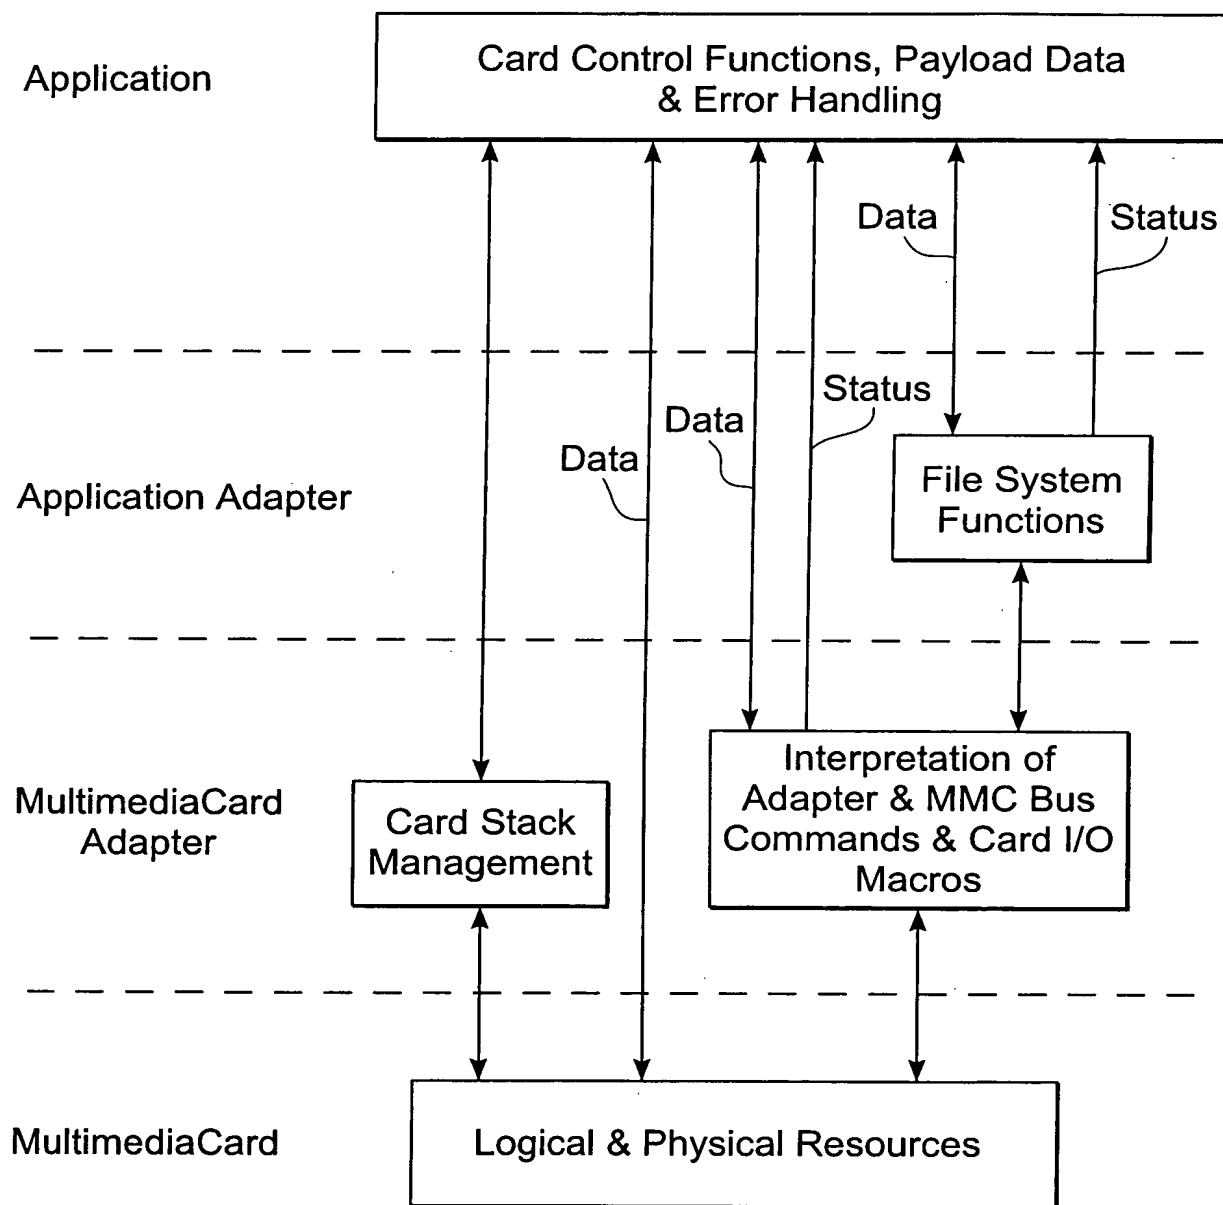 Application
Card Control Functions, Payload Data
& Error Handling
Data
Status
Status
Data
Data
Application Adapter
File System
Functions
MultimediaCard
Adapter
Card Stack
Management
Interpretation of
Adapter & MMC Bus
Commands & Card I/O
Macros
MultimediaCard
Logical & Physical Resources